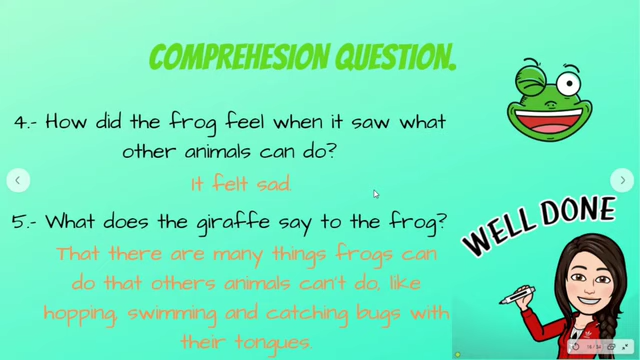 COMPREHESION QUESTION.
4.- How did the frog feel when it saw what
other animals can do?
It felt sad.
5.- What does the giraffe say to the frog?
That there are many things frogs can
do that others animals can't do, like
hopping, swimming and catching bugs with
their tongues.
WELL DONE